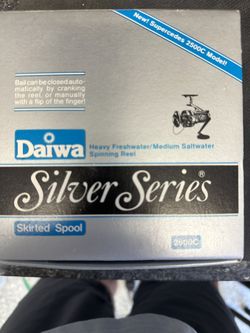 New! Supercedes 2500C Model!
Bail can be closed auto-
matically by cranking
the reel, or manually
with a flip of the finger!
Daiwa
Heavy Freshwater/Medium Saltwater
Spinning Reel
Silver Series®
Skirted Spool
2600C